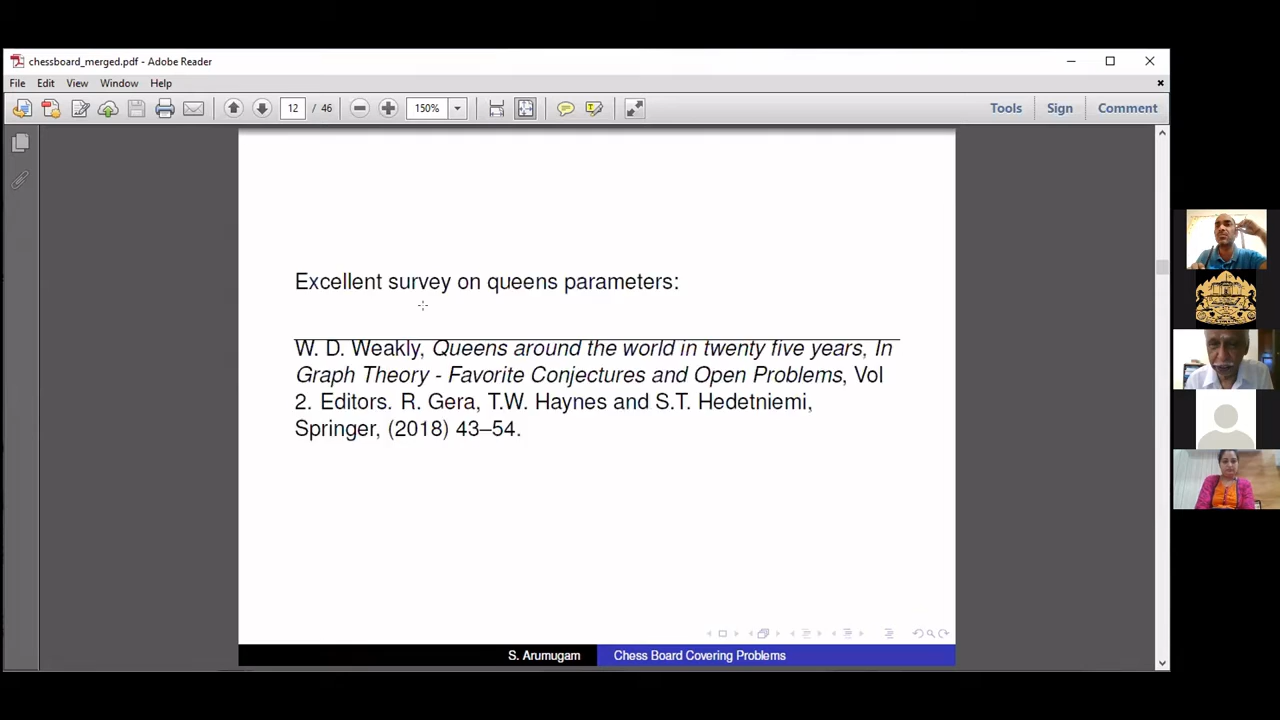 chessboard_merged.pdf - Adobe Reader
File Edit View Window Help
12 / 46 150% Tools Sign Comment
Excellent survey on queens parameters:
W. D. Weakly, Queens around the world in twenty five years, In
Graph Theory - Favorite Conjectures and Open Problems, Vol
2. Editors. R. Gera, T.W. Haynes and S.T. Hedetniemi,
Springer, (2018) 43–54.
S. Arumugam Chess Board Covering Problems